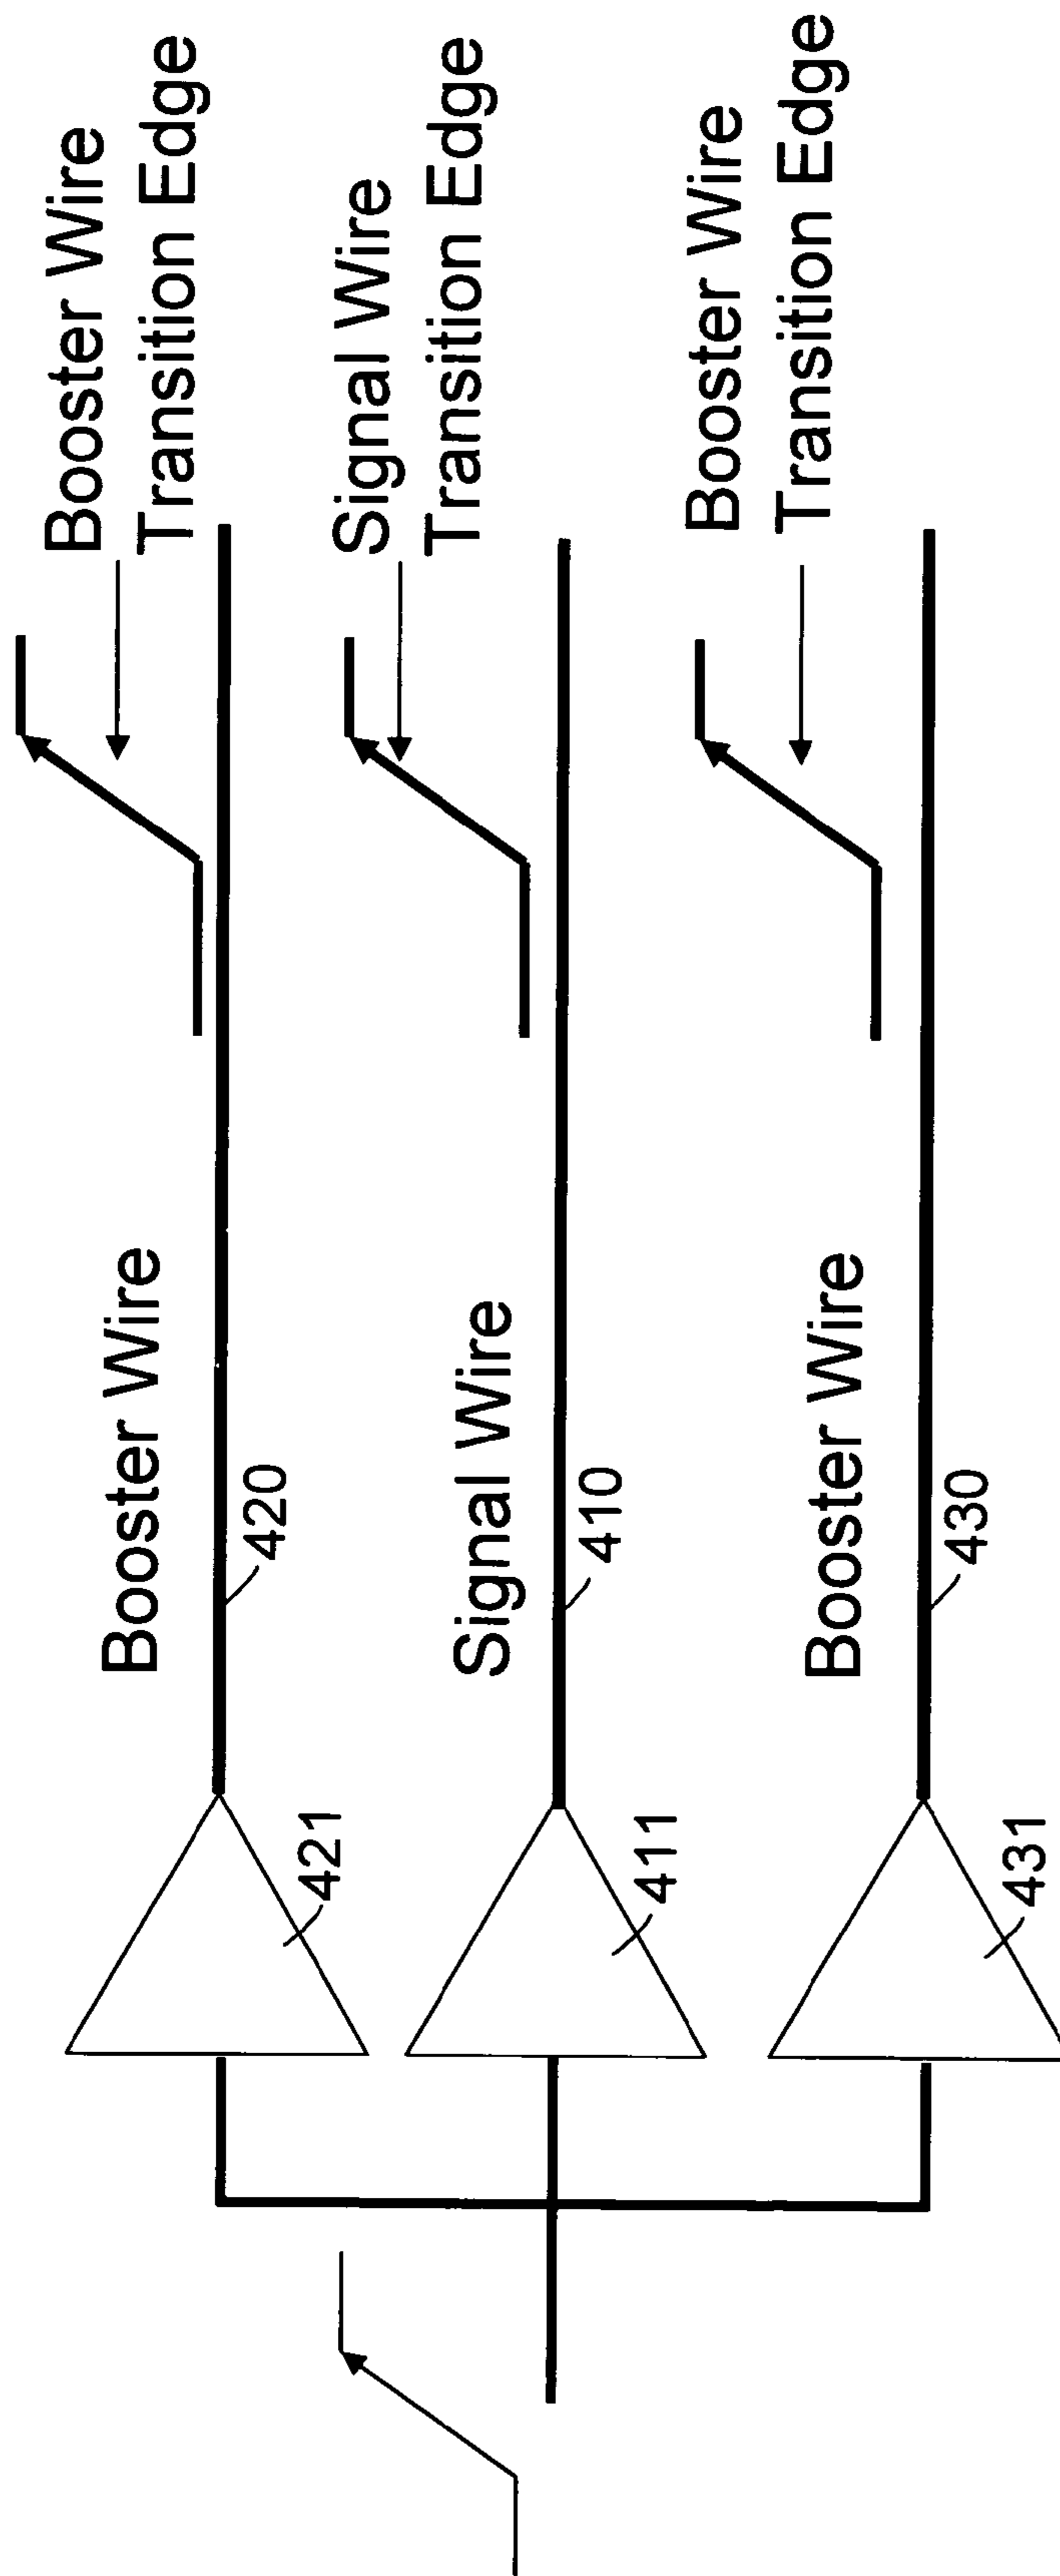 Booster Wire
Transition Edge
Booster Wire
420
421
Signal Wire
Transition Edge
Signal Wire
410
411
Booster Wire
Transition Edge
Booster Wire
430
431